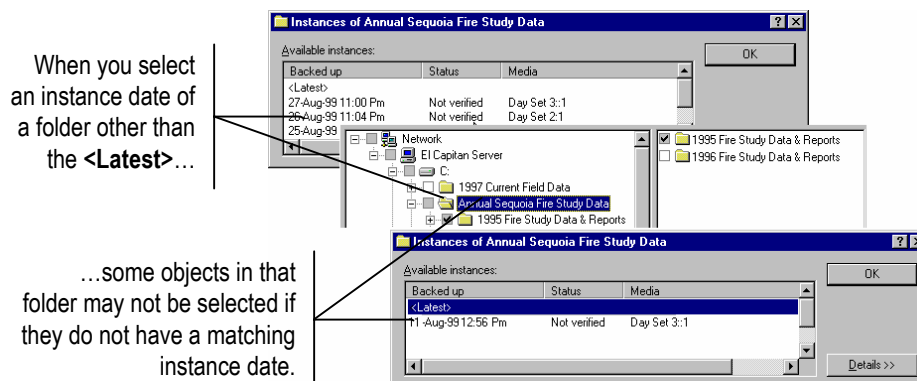 Instances of Annual Sequoia Fire Study Data
Available instances:
OK
Backed up Status Media
<Latest>
27-Aug-99 11:00 Pm Not verified Day Set 3::1
26-Aug-99 11:04 Pm Not verified Day Set 2:1
25-Aug-99
When you select
an instance date of
a folder other than
the <Latest>…
Network
El Capitan Server
C:
1997 Current Field Data
Annual Sequoia Fire Study Data
1995 Fire Study Data & Reports
1995 Fire Study Data & Reports
1996 Fire Study Data & Reports
Instances of Annual Sequoia Fire Study Data
Available instances:
OK
Backed up Status Media
<Latest>
11-Aug-99 12:56 Pm Not verified Day Set 3::1
Details >>
…some objects in that
folder may not be selected if
they do not have a matching
instance date.